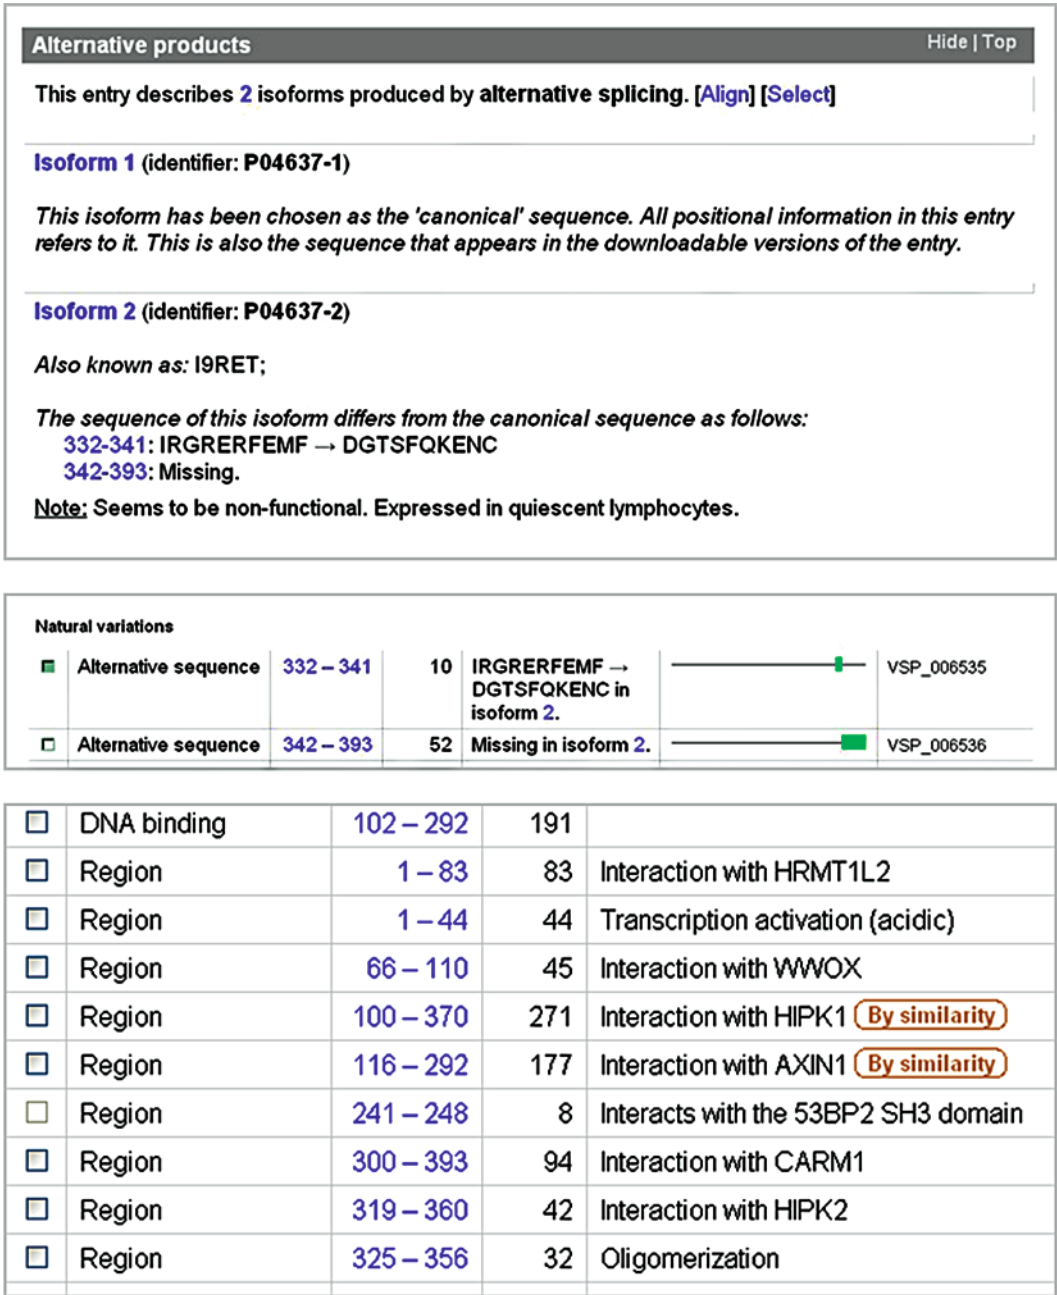 Alternative products Hide | Top
This entry describes 2 isoforms produced by alternative splicing. [Align] [Select]
Isoform 1 (identifier: P04637-1)
This isoform has been chosen as the 'canonical' sequence. All positional information in this entry
refers to it. This is also the sequence that appears in the downloadable versions of the entry.
Isoform 2 (identifier: P04637-2)
Also known as: I9RET;
The sequence of this isoform differs from the canonical sequence as follows:
332-341: IRGRERFEMF → DGTSFQKENC
342-393: Missing.
Note: Seems to be non-functional. Expressed in quiescent lymphocytes.
Natural variations
Alternative sequence 332 – 341 10 IRGRERFEMF → VSP_006535
DGTSFQKENC in
isoform 2.
Alternative sequence 342 – 393 52 Missing in isoform 2. VSP_006536
DNA binding 102 – 292 191
Region 1 – 83 83 Interaction with HRMT1L2
Region 1 – 44 44 Transcription activation (acidic)
Region 66 – 110 45 Interaction with WWOX
Region 100 – 370 271 Interaction with HIPK1 By similarity
Region 116 – 292 177 Interaction with AXIN1 By similarity
Region 241 – 248 8 Interacts with the 53BP2 SH3 domain
Region 300 – 393 94 Interaction with CARM1
Region 319 – 360 42 Interaction with HIPK2
Region 325 – 356 32 Oligomerization